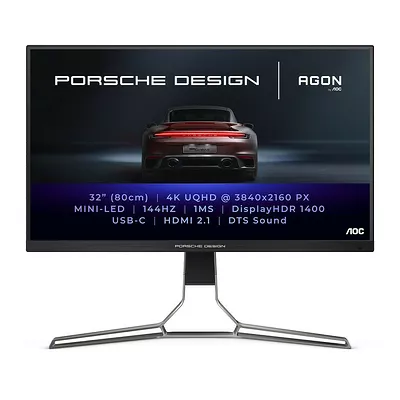 PORSCHE DESIGN | AGON
by AOC
32" (80cm) | 4K UQHD @ 3840x2160 PX
MINI-LED | 144HZ | 1MS | DisplayHDR 1400
USB-C | HDMI 2.1 | DTS Sound
PORSCHE DESIGN
AOC